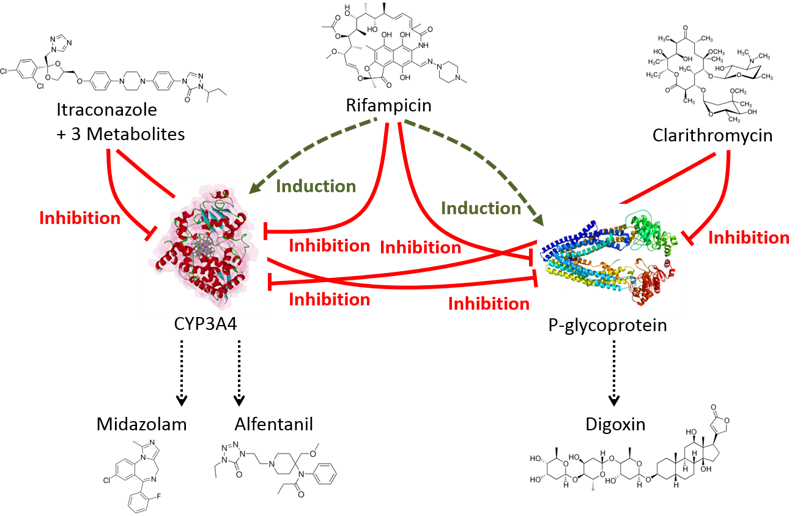 Itraconazole
+ 3 Metabolites
Rifampicin
Clarithromycin
Induction
Induction
Inhibition
Inhibition
Inhibition
Inhibition
Inhibition
Inhibition
CYP3A4
P-glycoprotein
Midazolam
Alfentanil
Digoxin